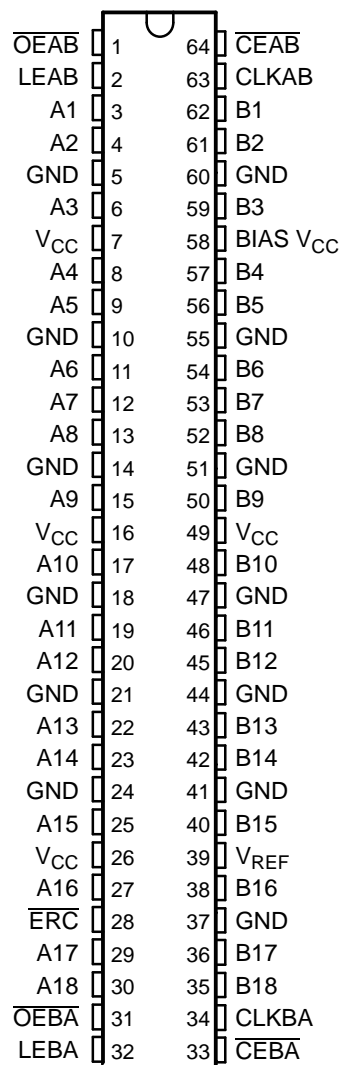 O̅E̅A̅B̅ 1 64 C̅E̅A̅B̅
LEAB 2 63 CLKAB
A1 3 62 B1
A2 4 61 B2
GND 5 60 GND
A3 6 59 B3
VCC 7 58 BIAS VCC
A4 8 57 B4
A5 9 56 B5
GND 10 55 GND
A6 11 54 B6
A7 12 53 B7
A8 13 52 B8
GND 14 51 GND
A9 15 50 B9
VCC 16 49 VCC
A10 17 48 B10
GND 18 47 GND
A11 19 46 B11
A12 20 45 B12
GND 21 44 GND
A13 22 43 B13
A14 23 42 B14
GND 24 41 GND
A15 25 40 B15
VCC 26 39 VREF
A16 27 38 B16
E̅R̅C̅ 28 37 GND
A17 29 36 B17
A18 30 35 B18
O̅E̅B̅A̅ 31 34 CLKBA
LEBA 32 33 C̅E̅B̅A̅